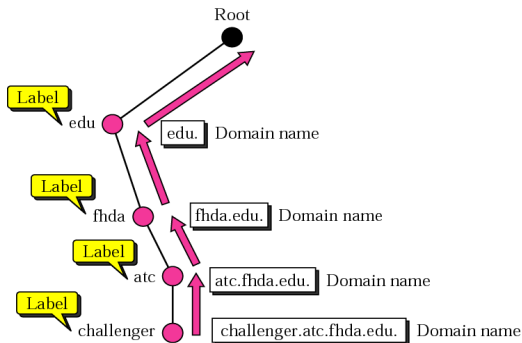 Root
Label
edu
edu.
Domain name
Label
fhda
fhda.edu.
Domain name
Label
atc
atc.fhda.edu.
Domain name
Label
challenger
challenger.atc.fhda.edu.
Domain name